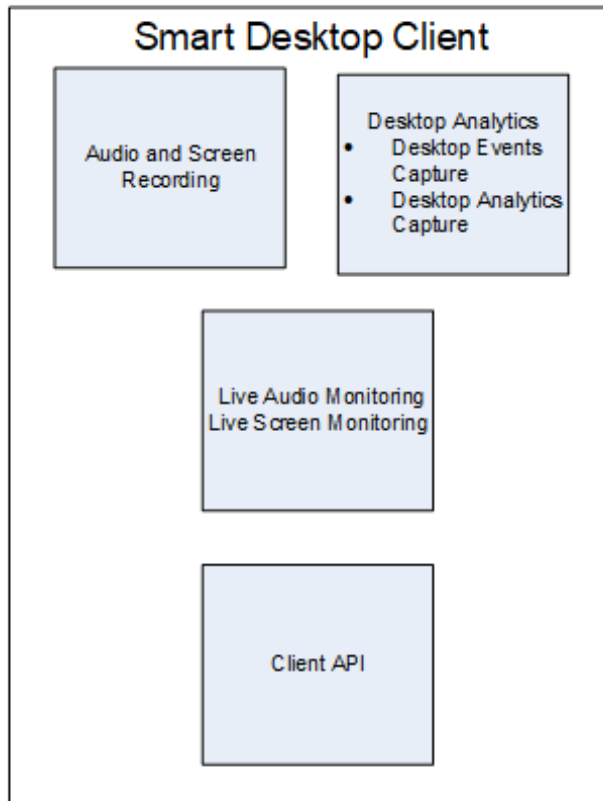 Smart Desktop Client
Audio and Screen
Recording
Desktop Analytics
• Desktop Events
Capture
• Desktop Analytics
Capture
Live Audio Monitoring
Live Screen Monitoring
Client API